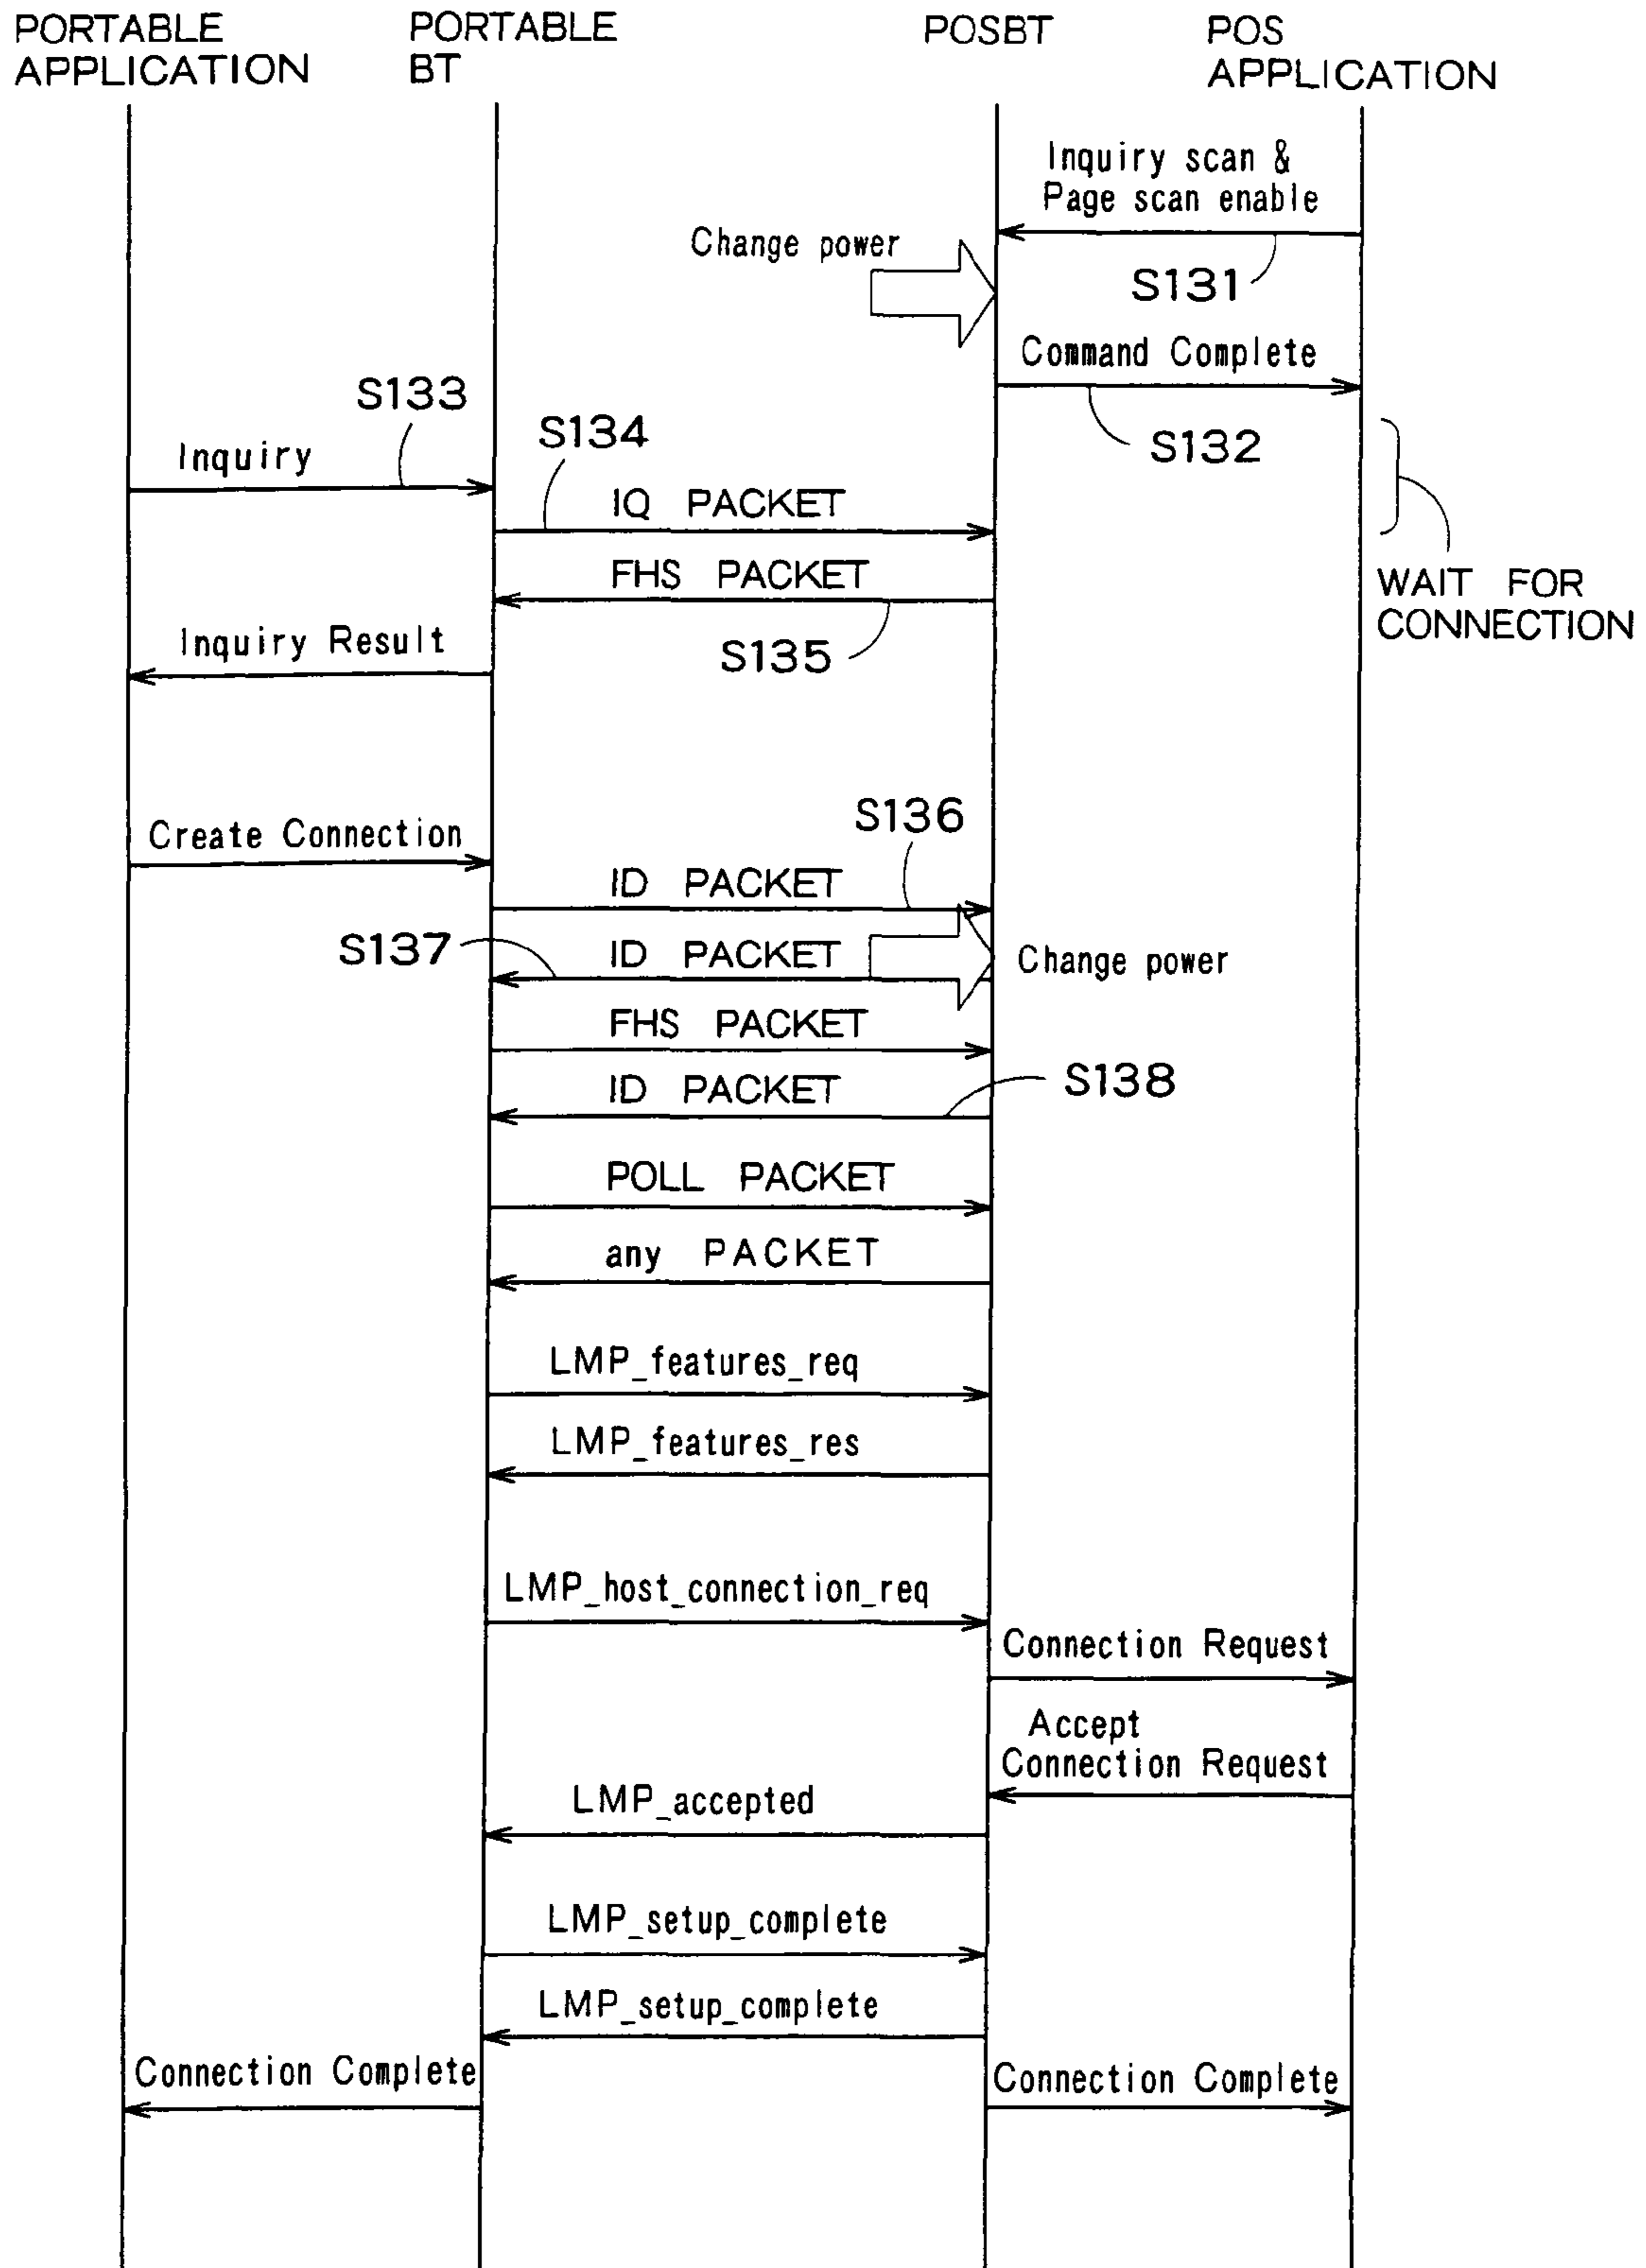 PORTABLE
APPLICATION
PORTABLE
BT
POSBT
POS
APPLICATION
Inquiry scan &
Page scan enable
Change power
S131
Command Complete
S132
S133
Inquiry
S134
IQ PACKET
WAIT FOR
CONNECTION
FHS PACKET
S135
Inquiry Result
Create Connection
S136
ID PACKET
S137
ID PACKET
Change power
FHS PACKET
ID PACKET
S138
POLL PACKET
any PACKET
LMP_features_req
LMP_features_res
LMP_host_connection_req
Connection Request
Accept
Connection Request
LMP_accepted
LMP_setup_complete
LMP_setup_complete
Connection Complete
Connection Complete